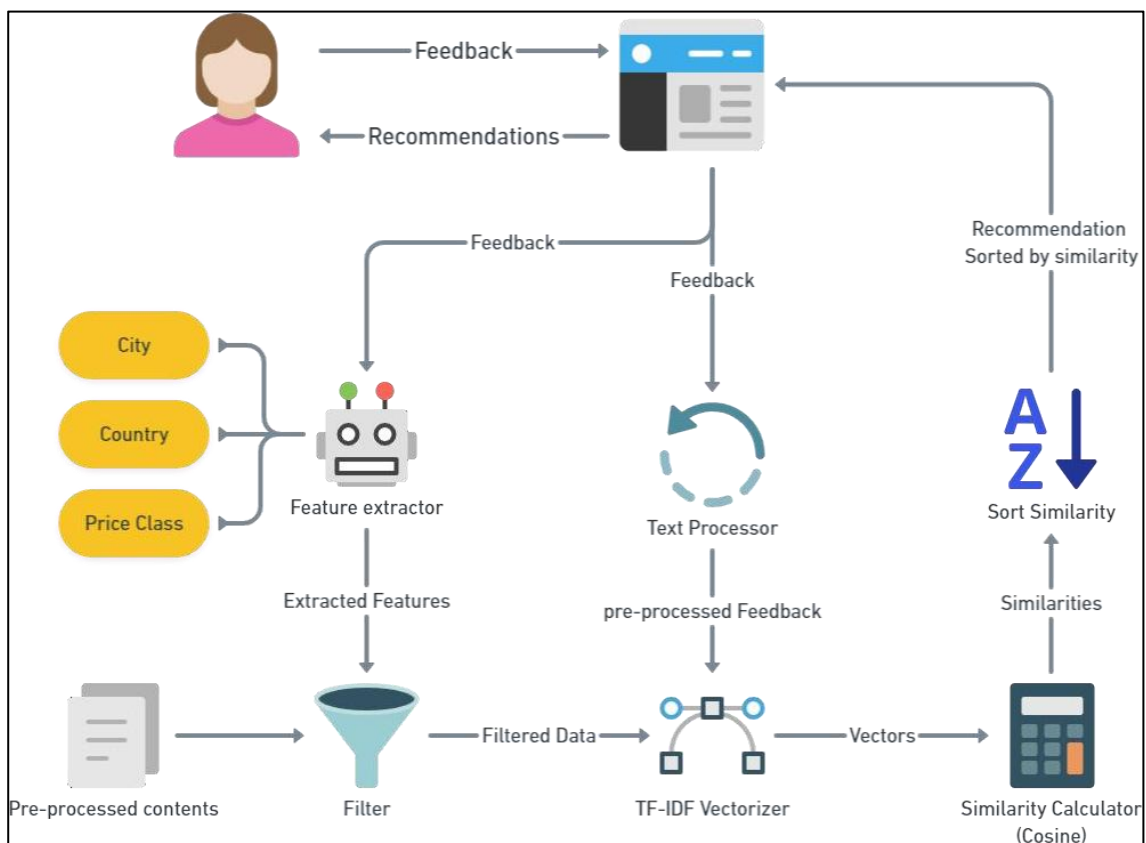 Feedback
Recommendations
Feedback
Feedback
Recommendation
Sorted by similarity
City
Country
Price Class
A
Z
Feature extractor
Text Processor
Sort Similarity
Extracted Features
pre-processed Feedback
Similarities
Filtered Data
Vectors
Pre-processed contents
Filter
TF-IDF Vectorizer
Similarity Calculator
(Cosine)